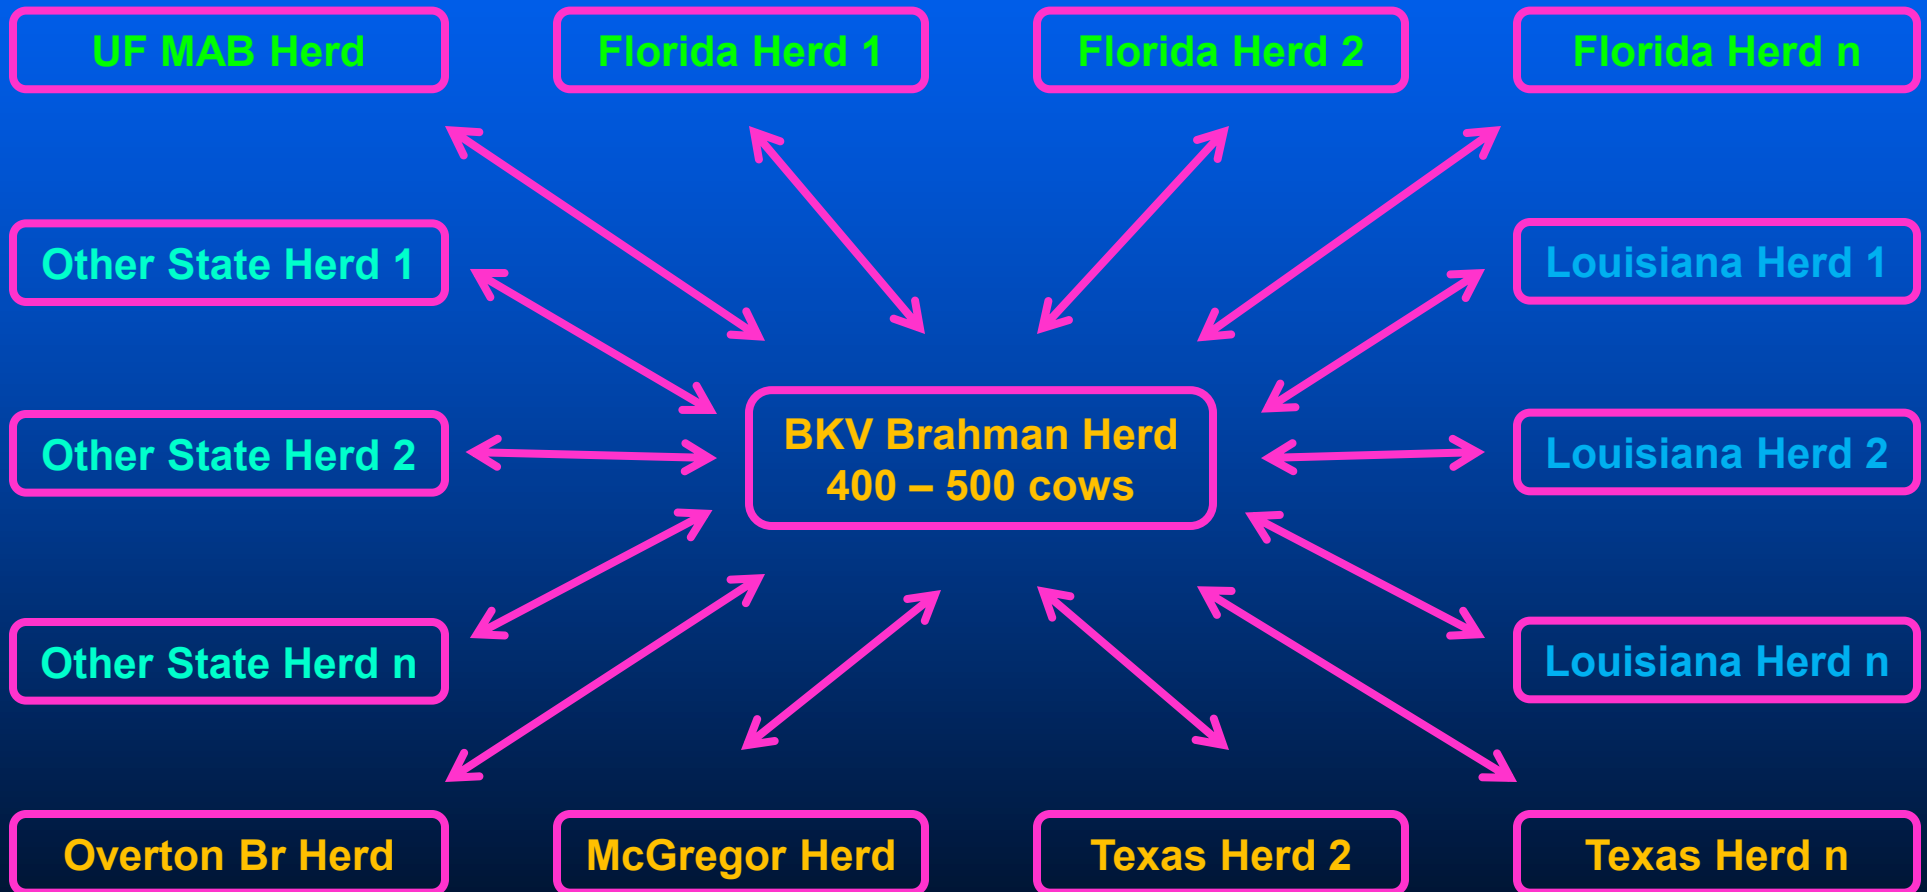 UF MAB Herd
Florida Herd 1
Florida Herd 2
Florida Herd n
Other State Herd 1
Louisiana Herd 1
BKV Brahman Herd
400 – 500 cows
Other State Herd 2
Louisiana Herd 2
Other State Herd n
Louisiana Herd n
Overton Br Herd
McGregor Herd
Texas Herd 2
Texas Herd n